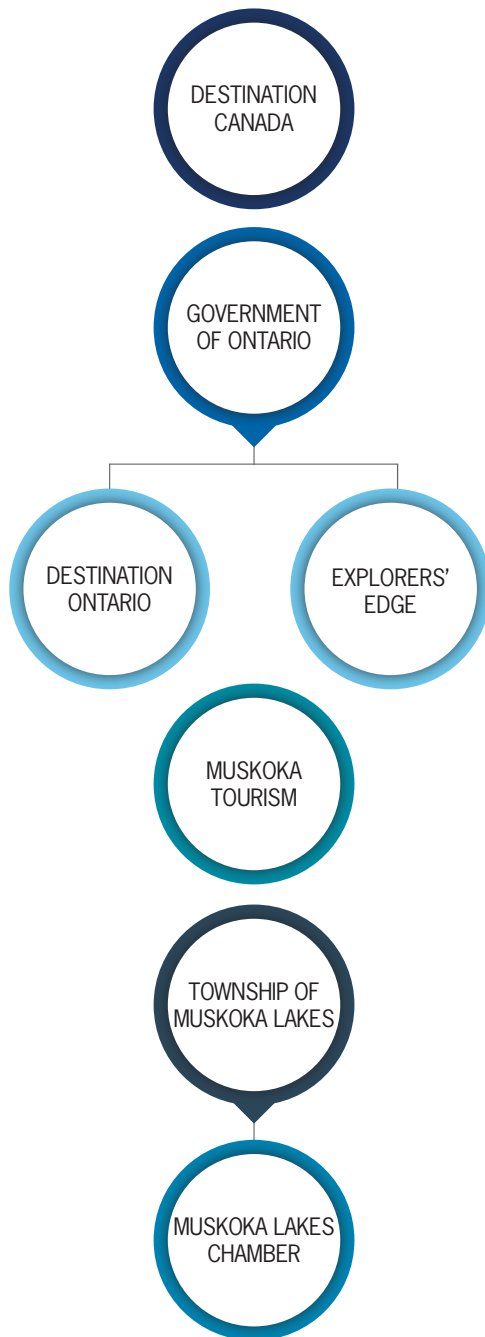 DESTINATION
CANADA
GOVERNMENT
OF ONTARIO
DESTINATION
ONTARIO
EXPLORERS’
EDGE
MUSKOKA
TOURISM
TOWNSHIP OF
MUSKOKA LAKES
MUSKOKA LAKES
CHAMBER